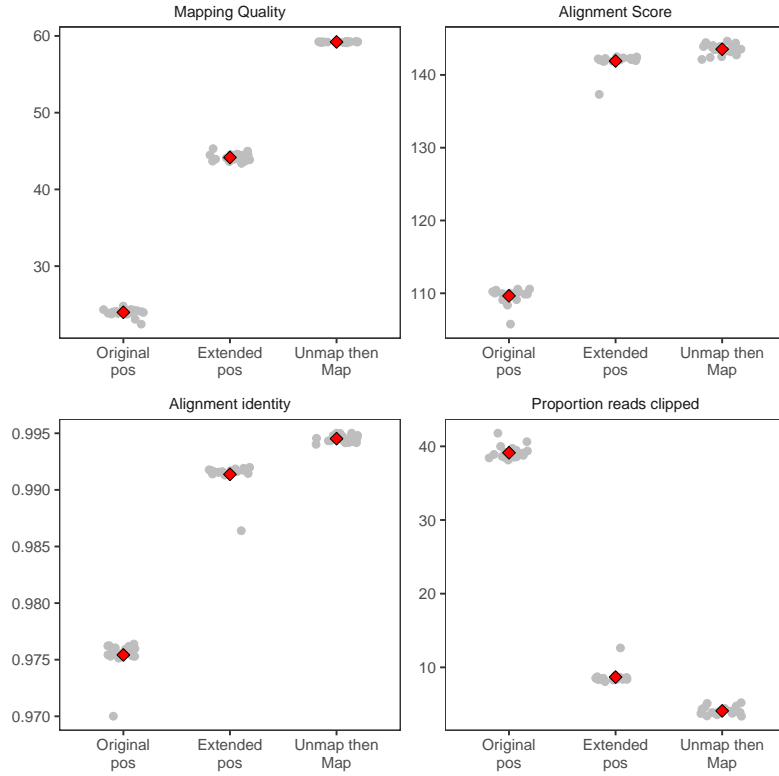 Mapping Quality
60
50
40
30
Original
pos
Extended
pos
Unmap then
Map
Alignment Score
140
130
120
110
Original
pos
Extended
pos
Unmap then
Map
Alignment identity
0.995
0.990
0.985
0.980
0.975
0.970
Original
pos
Extended
pos
Unmap then
Map
Proportion reads clipped
40
30
20
10
Original
pos
Extended
pos
Unmap then
Map